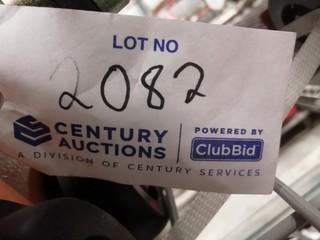 LOT NO
2082
CENTURY AUCTIONS
POWERED BY
ClubBid
A DIVISION OF CENTURY SERVICES